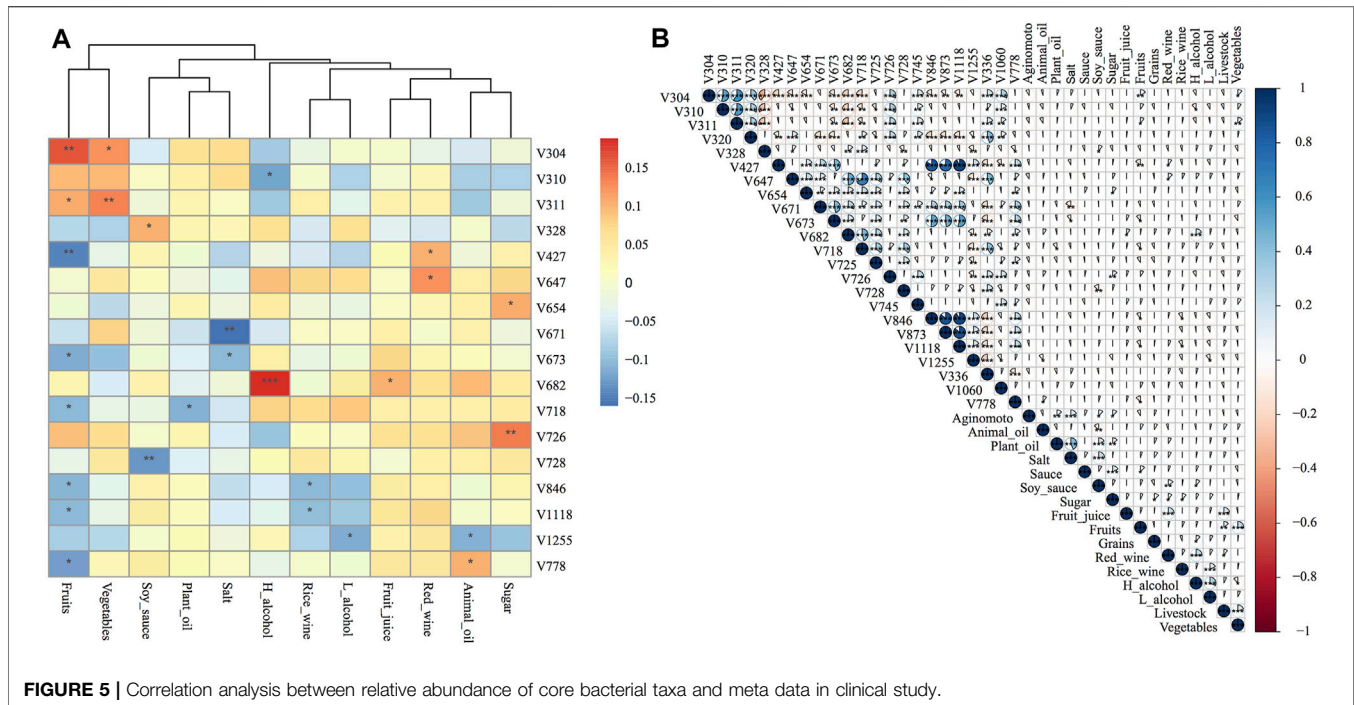 A
** * V304
* V310
* ** V311
* V328
** * V427
* V647
* V654
** V671
* * V673
*** * V682
* * V718
** V726
** V728
* * V846
* * V1118
* * V1255
* * V778
Fruits Vegetables Soy_sauce Plant_oil Salt H_alcohol Rice_wine L_alcohol Fruit_juice Red_wine Animal_oil Sugar
0.15
0.1
0.05
0
−0.05
−0.1
−0.15
B
V304 V310 V311 V320 V328 V427 V647 V654 V671 V673 V682 V718 V725 V726 V728 V745 V846 V873 V1118 V1255 V336 V1060 V778 Aginomoto Animal_oil Plant_oil Salt Sauce Soy_sauce Sugar Fruit_juice Fruits Grains Red_wine Rice_wine H_alcohol L_alcohol Livestock Vegetables
V304
V310
V311
V320
V328
V427
V647
V654
V671
V673
V682
V718
V725
V726
V728
V745
V846
V873
V1118
V1255
V336
V1060
V778
Aginomoto
Animal_oil
Plant_oil
Salt
Sauce
Soy_sauce
Sugar
Fruit_juice
Fruits
Grains
Red_wine
Rice_wine
H_alcohol
L_alcohol
Livestock
Vegetables
1
0.8
0.6
0.4
0.2
0
−0.2
−0.4
−0.6
−0.8
−1
FIGURE 5 | Correlation analysis between relative abundance of core bacterial taxa and meta data in clinical study.